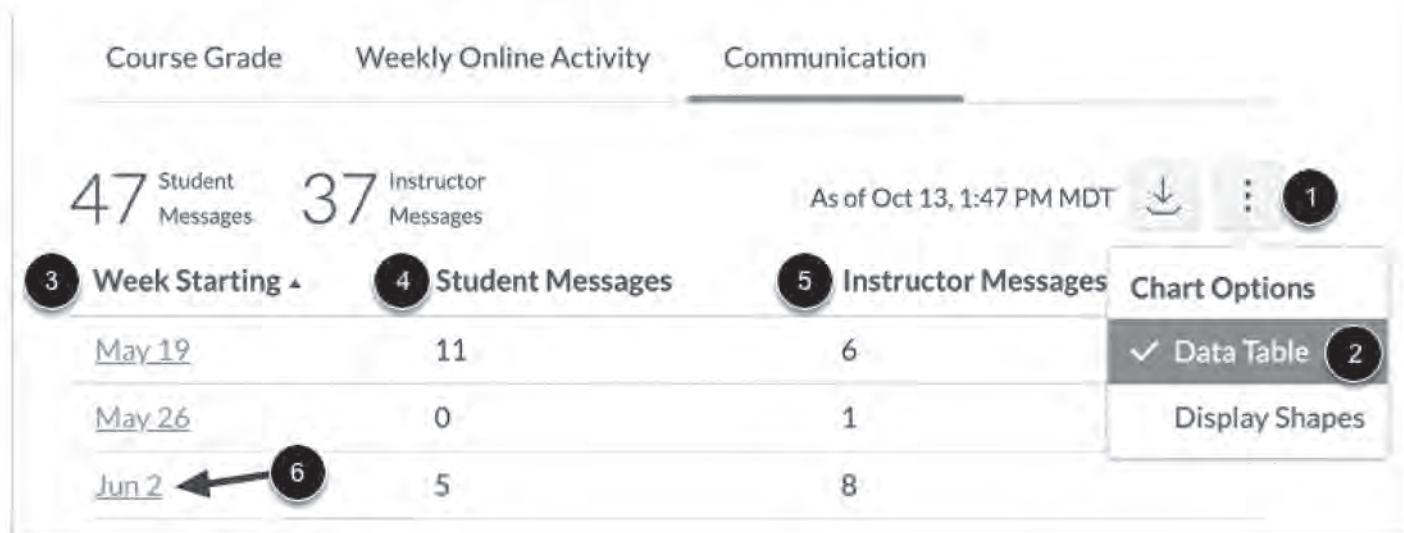 Course Grade Weekly Online Activity Communication
47 Student Messages 37 Instructor Messages As of Oct 13, 1:47 PM MDT 1
3 Week Starting 4 Student Messages 5 Instructor Messages Chart Options
May 19 11 6 Data Table 2
May 26 0 1 Display Shapes
Jun 2 6 5 8